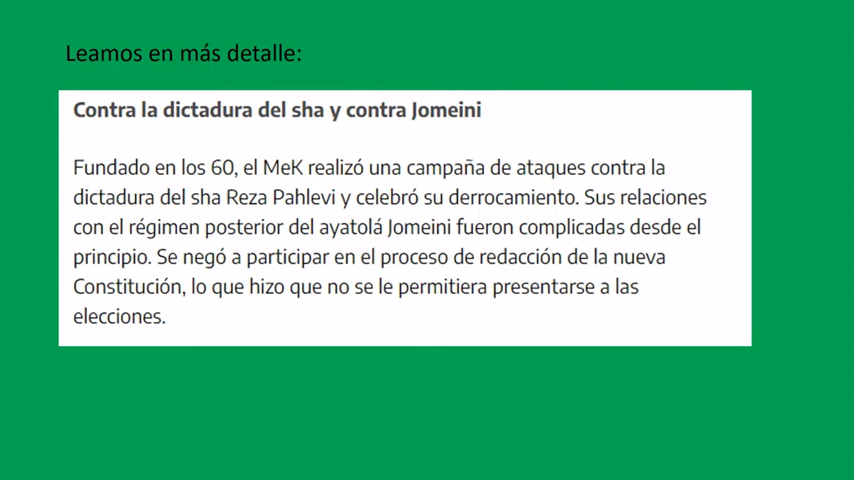 Leamos en más detalle:
Contra la dictadura del sha y contra Jomeini
Fundado en los 60, el MeK realizó una campaña de ataques contra la
dictadura del sha Reza Pahlevi y celebró su derrocamiento. Sus relaciones
con el régimen posterior del ayatolá Jomeini fueron complicadas desde el
principio. Se negó a participar en el proceso de redacción de la nueva
Constitución, lo que hizo que no se le permitiera presentarse a las
elecciones.